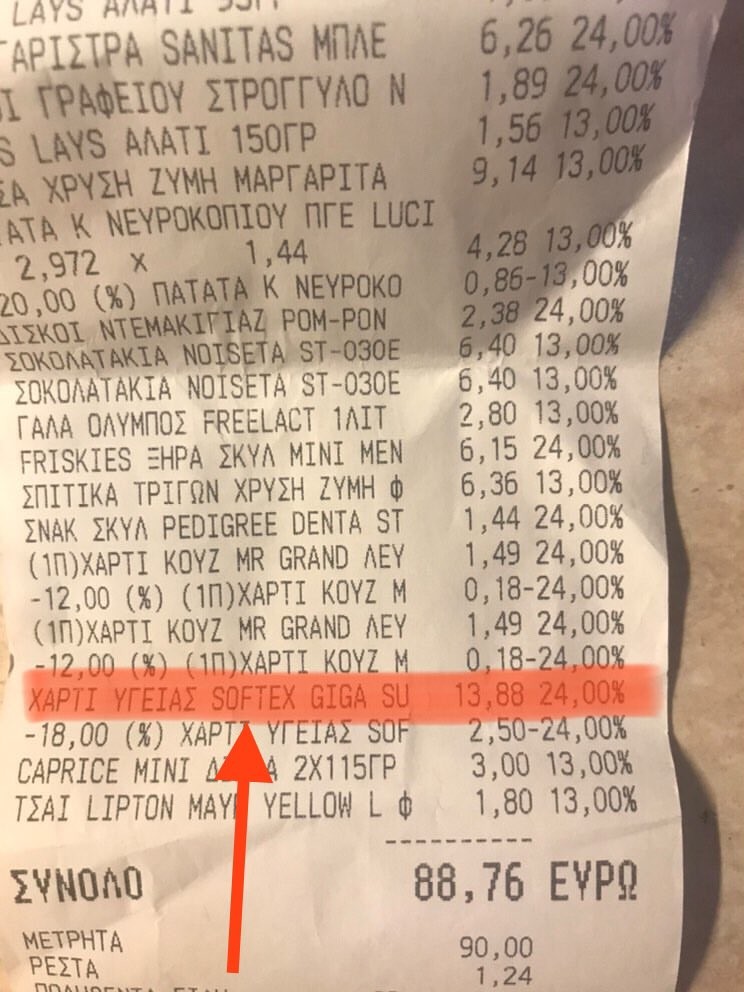 LAYS ΑΛΑΤΙ
ΓΑΡΙΣΤΡΑ SANITAS ΜΠΛΕ 6,26 24,00%
ΓΡΑΦΕΙΟΥ ΣΤΡΟΓΓΥΛΟ Ν 1,89 24,00%
S LAYS ΑΛΑΤΙ 150ΓΡ 1,56 13,00%
ΣΑ ΧΡΥΣΗ ΖΥΜΗ ΜΑΡΓΑΡΙΤΑ 9,14 13,00%
ΑΤΑ Κ ΝΕΥΡΟΚΟΠΙΟΥ ΠΓΕ LUCI
2,972 x 1,44 4,28 13,00%
20,00 (%) ΠΑΤΑΤΑ Κ ΝΕΥΡΟΚΟ 0,86-13,00%
ΔΙΣΚΟΙ ΝΤΕΜΑΚΙΓΙΑΖ POM-PON 2,38 24,00%
ΣΟΚΟΛΑΤΑΚΙΑ NOISETA ST-030E 6,40 13,00%
ΣΟΚΟΛΑΤΑΚΙΑ NOISETA ST-030E 6,40 13,00%
ΓΑΛΑ ΟΛΥΜΠΟΣ FREELACT 1ΛΙΤ 2,80 13,00%
FRISKIES ΞΗΡΑ ΣΚΥΛ MINI MEN 6,15 24,00%
ΣΠΙΤΙΚΑ ΤΡΙΓΩΝ ΧΡΥΣΗ ΖΥΜΗ Φ 6,36 13,00%
ΣΝΑΚ ΣΚΥΛ PEDIGREE DENTA ST 1,44 24,00%
(1Π)ΧΑΡΤΙ ΚΟΥΖ MR GRAND ΛΕΥ 1,49 24,00%
-12,00 (%) (1Π)ΧΑΡΤΙ ΚΟΥΖ Μ 0,18-24,00%
(1Π)ΧΑΡΤΙ ΚΟΥΖ MR GRAND ΛΕΥ 1,49 24,00%
-12,00 (%) (1Π)ΧΑΡΤΙ ΚΟΥΖ Μ 0,18-24,00%
ΧΑΡΤΙ ΥΓΕΙΑΣ SOFTEX GIGA SU 13,88 24,00%
-18,00 (%) ΧΑΡΤΙ ΥΓΕΙΑΣ SOF 2,50-24,00%
CAPRICE MINI 2X115ΓΡ 3,00 13,00%
ΤΣΑΙ LIPTON YELLOW L Φ 1,80 13,00%
----------
ΣΥΝΟΛΟ 88,76 ΕΥΡΩ
ΜΕΤΡΗΤΑ 90,00
ΡΕΣΤΑ 1,24